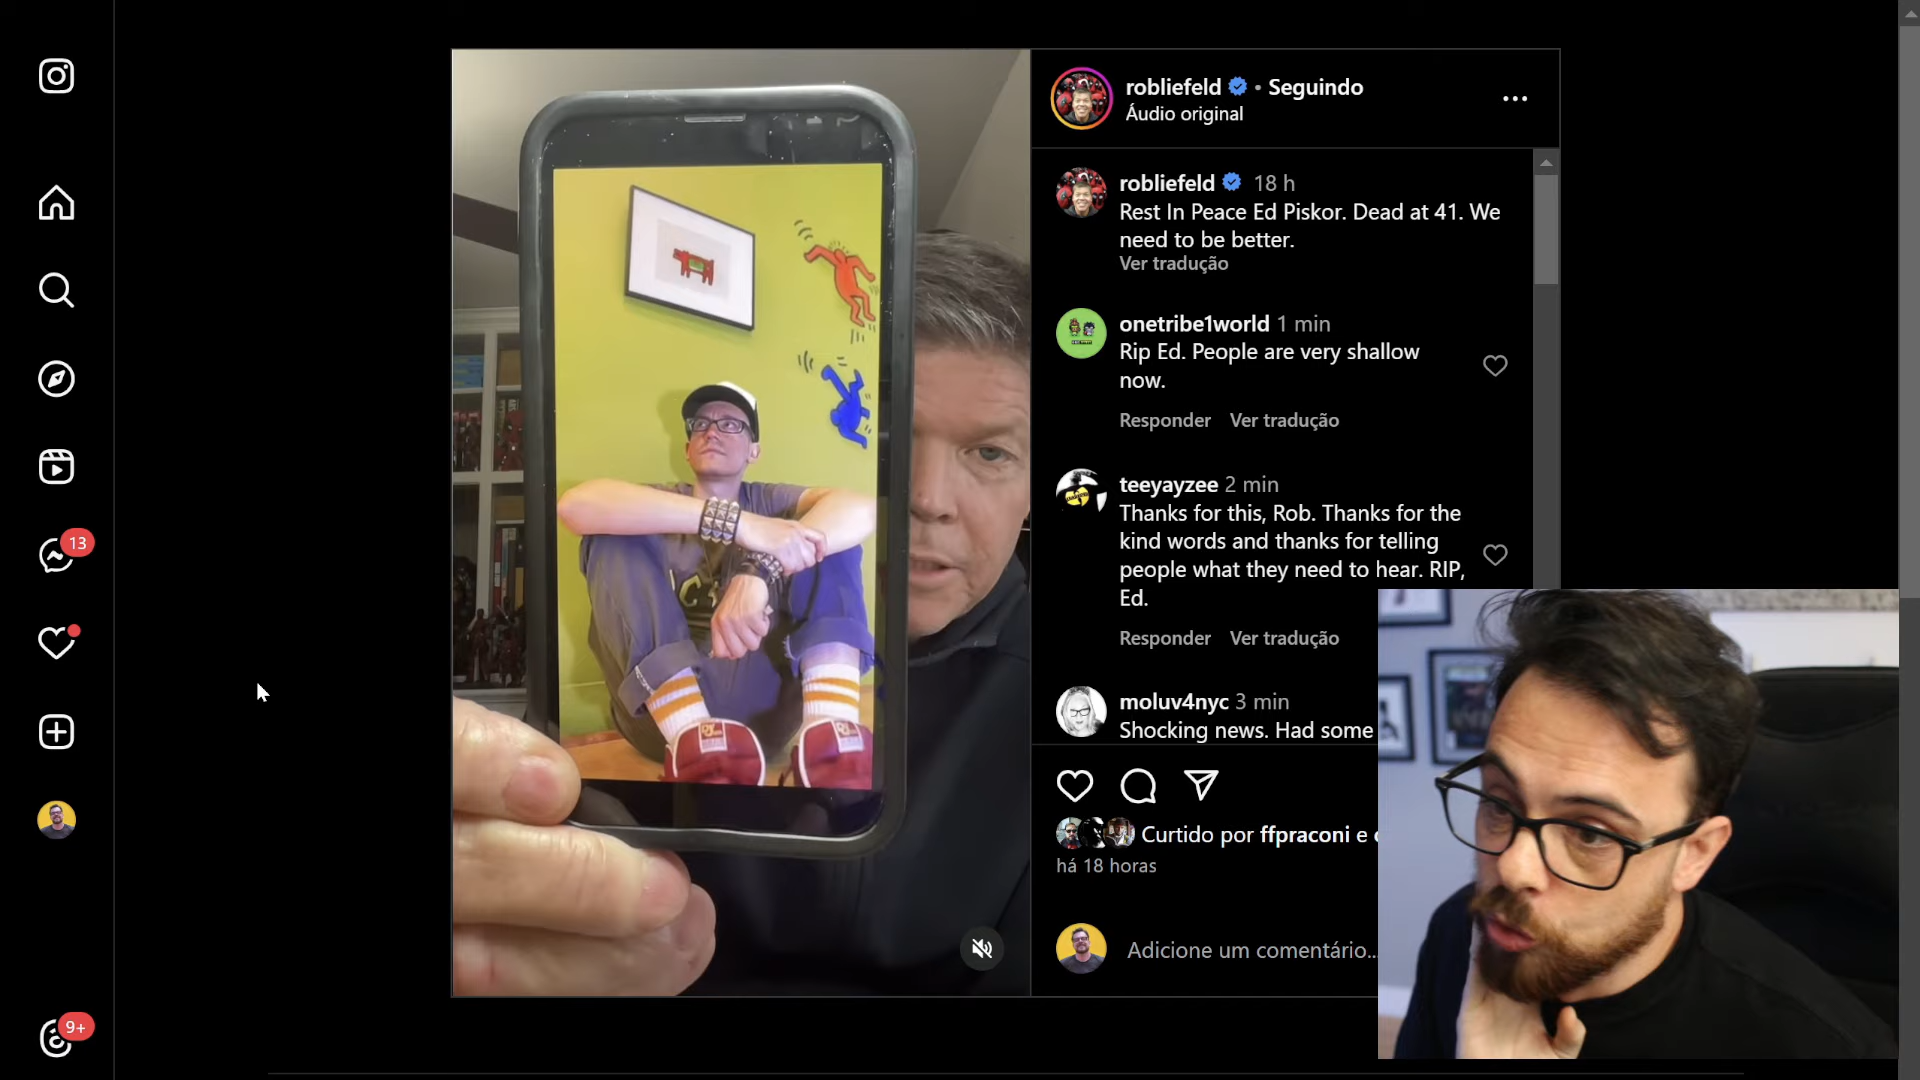 robliefeld • Seguindo
Áudio original
robliefeld 18 h
Rest In Peace Ed Piskor. Dead at 41. We
need to be better.
Ver tradução
onetribe1world 1 min
Rip Ed. People are very shallow
now.
Responder Ver tradução
teeyayzee 2 min
Thanks for this, Rob. Thanks for the
kind words and thanks for telling
people what they need to hear. RIP,
Ed.
Responder Ver tradução
moluv4nyc 3 min
Shocking news. Had some
13
Curtido por ffpraconi e
há 18 horas
Adicione um comentário...
9+